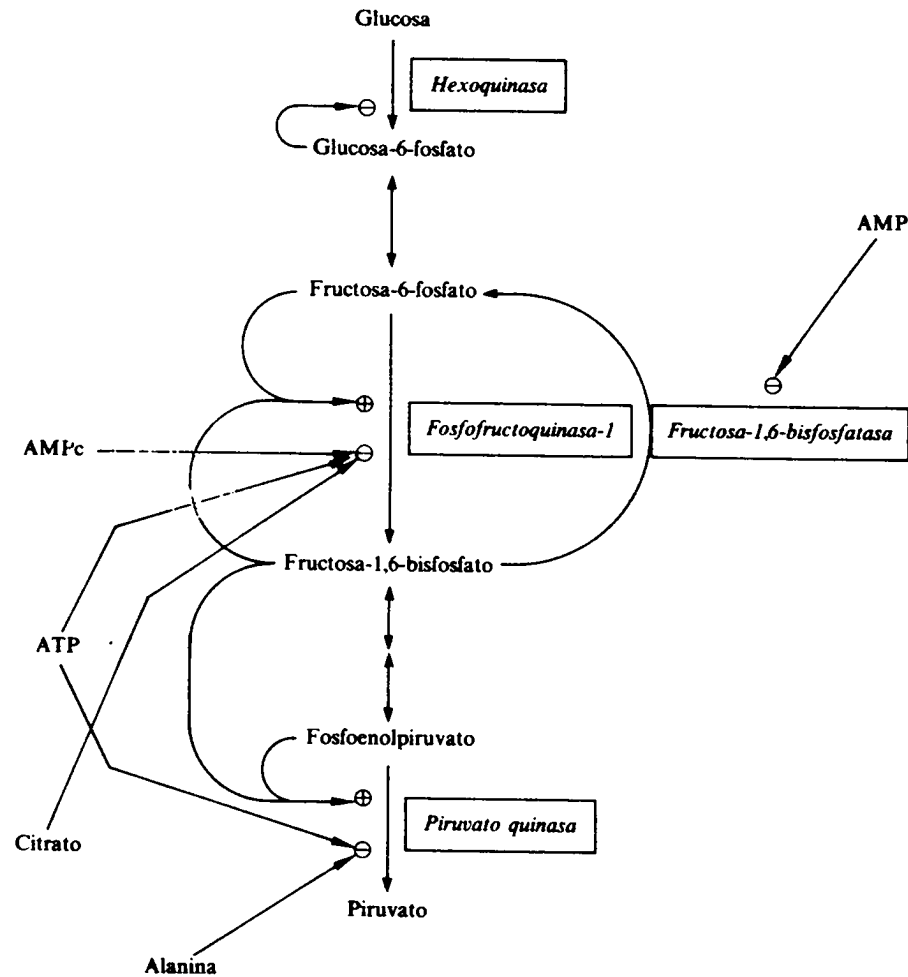 Glucosa
Hexoquinasa
Glucosa-6-fosfato
AMP
Fructosa-6-fosfato
Fosfofructoquinasa-1
Fructosa-1,6-bisfosfatasa
AMPc
Fructosa-1,6-bisfosfato
ATP
Fosfoenolpiruvato
Piruvato quinasa
Citrato
Piruvato
Alanina